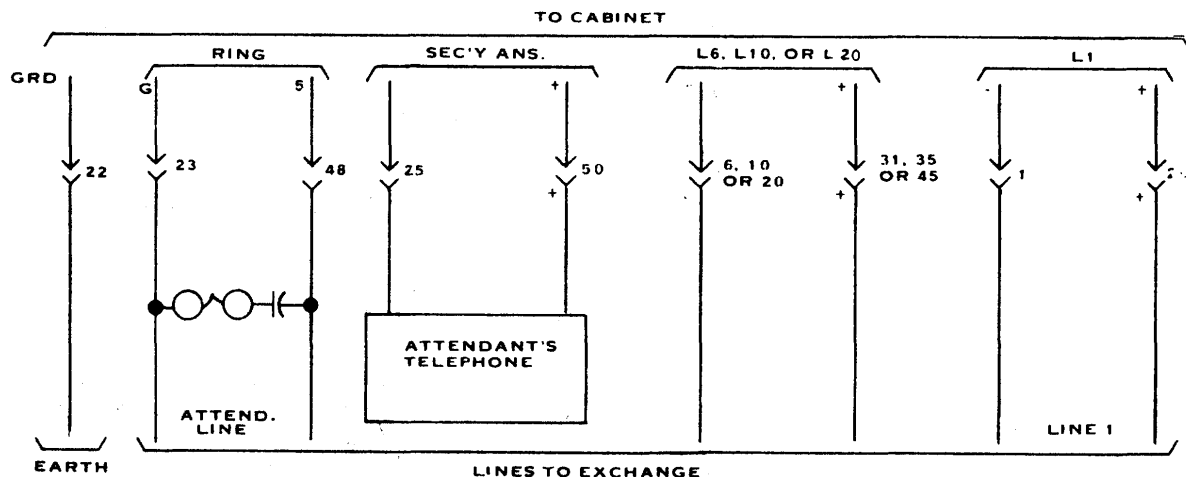 TO CABINET
RING
SEC'Y ANS.
L6, L10, OR L 20
L1
GRD
G
5
+
-
+
-
+
22
23
48
25
50
6, 10
OR 20
31, 35
OR 45
1
+
+
+
ATTENDANT'S
TELEPHONE
ATTEND.
LINE
LINE 1
EARTH
LINES TO EXCHANGE